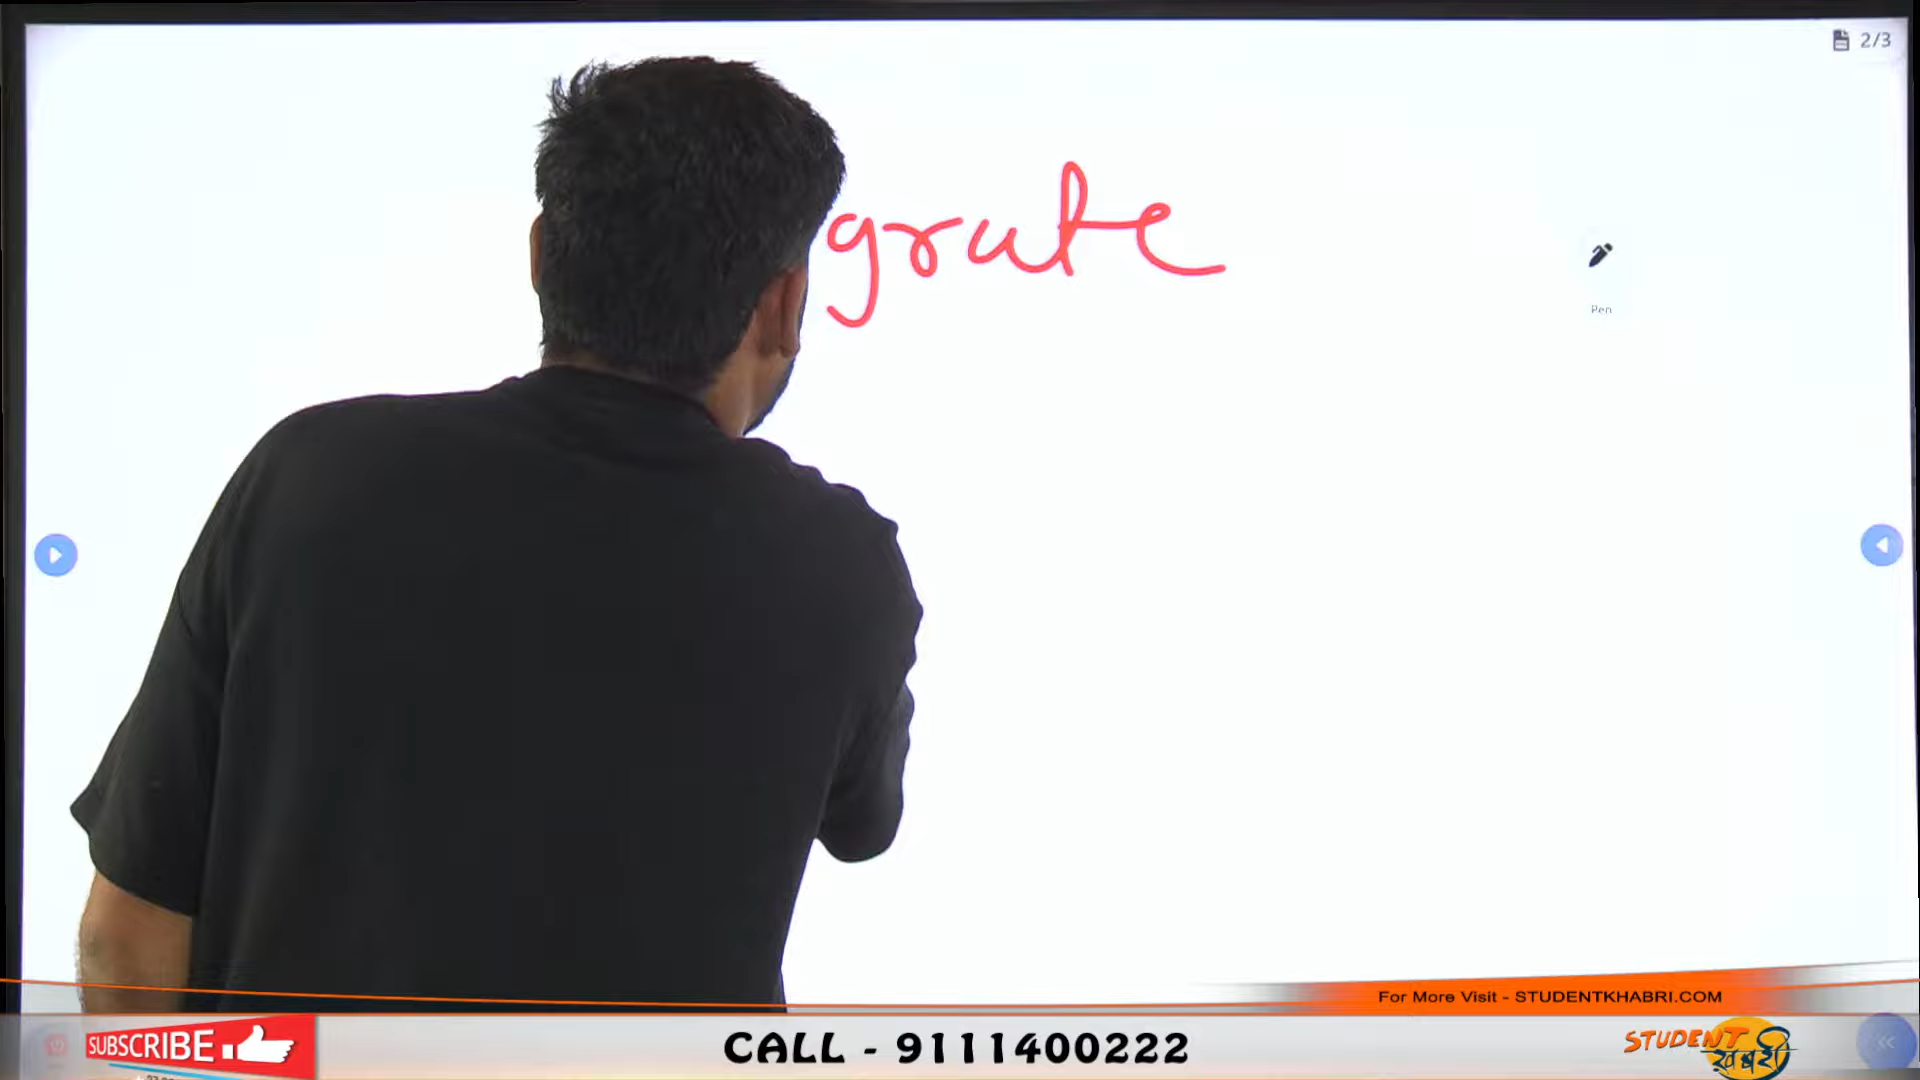 2/3
grate
Pen
For More Visit - STUDENTKHABRI.COM
SUBSCRIBE
CALL - 9111400222
STUDENT
खबरी